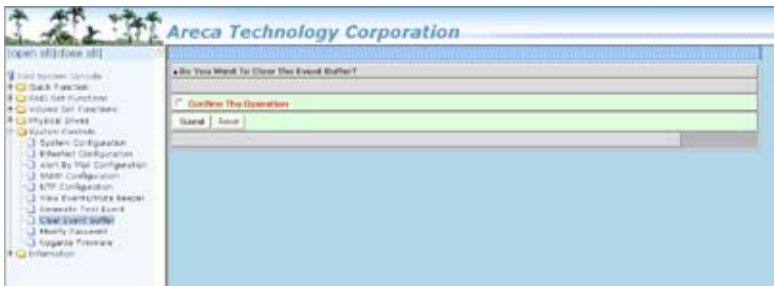 Areca Technology Corporation
[open all|close all]
Raid System Console
Quick Function
RAID Set Functions
Volume Set Functions
Physical Drives
System Controls
System Configuration
EtherNet Configuration
Alert By Mail Configuration
SNMP Configuration
NTP Configuration
View Events/Mute Beeper
Generate Test Event
Clear Event Buffer
Modify Password
Upgrade Firmware
Information
Do You Want To Clear The Event Buffer?
Confirm The Operation
Submit Reset